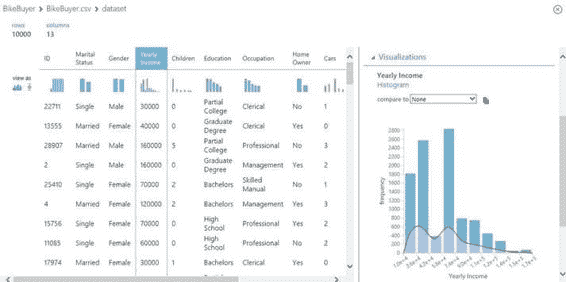 BikeBuyer > BikeBuyer.csv > dataset
rows columns
10000 13
ID Marital Status Gender Yearly Income Children Education Occupation Home Owner Cars
view as
22711 Single Male 30000 0 Partial College Clerical No 1
13555 Married Female 40000 0 Graduate Degree Clerical Yes 0
28907 Married Male 160000 5 Partial College Professional No 3
2 Single Male 160000 0 Graduate Degree Management Yes 2
25410 Single Female 70000 2 Bachelors Skilled Manual No 1
4 Married Female 120000 2 Bachelors Management Yes 3
15756 Single Female 70000 0 High School Professional Yes 2
11085 Single Female 60000 0 High School Professional No 2
17974 Married Female 30000 1 Bachelors Clerical Yes 0
Visualizations
Yearly Income
Histogram
compare to None
frequency
2800
2600
2400
2200
2000
1800
1600
1400
1200
1000
800
600
400
200
0
Yearly Income